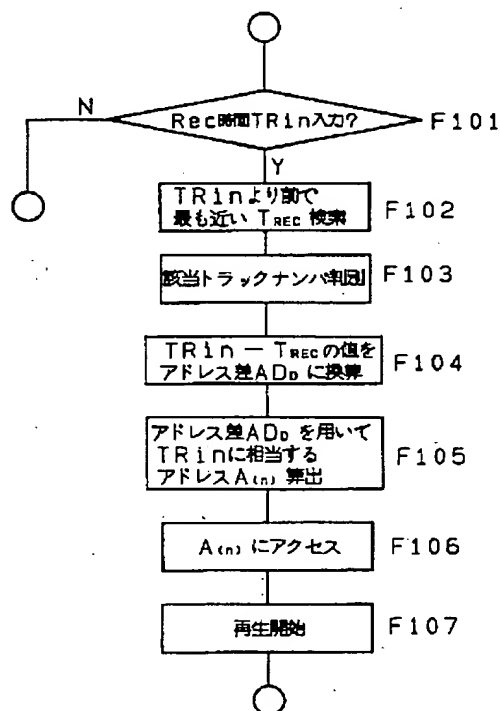 N
Rec時間TRin入力?
F101
Y
TRinより前で
最も近い TREC 検索
F102
該当トラックナンバ判別
F103
TRin－TRECの値を
アドレス差ADDに換算
F104
アドレス差ADDを用いて
TRinに相当する
アドレスA(n) 算出
F105
A(n) にアクセス
F106
再生開始
F107